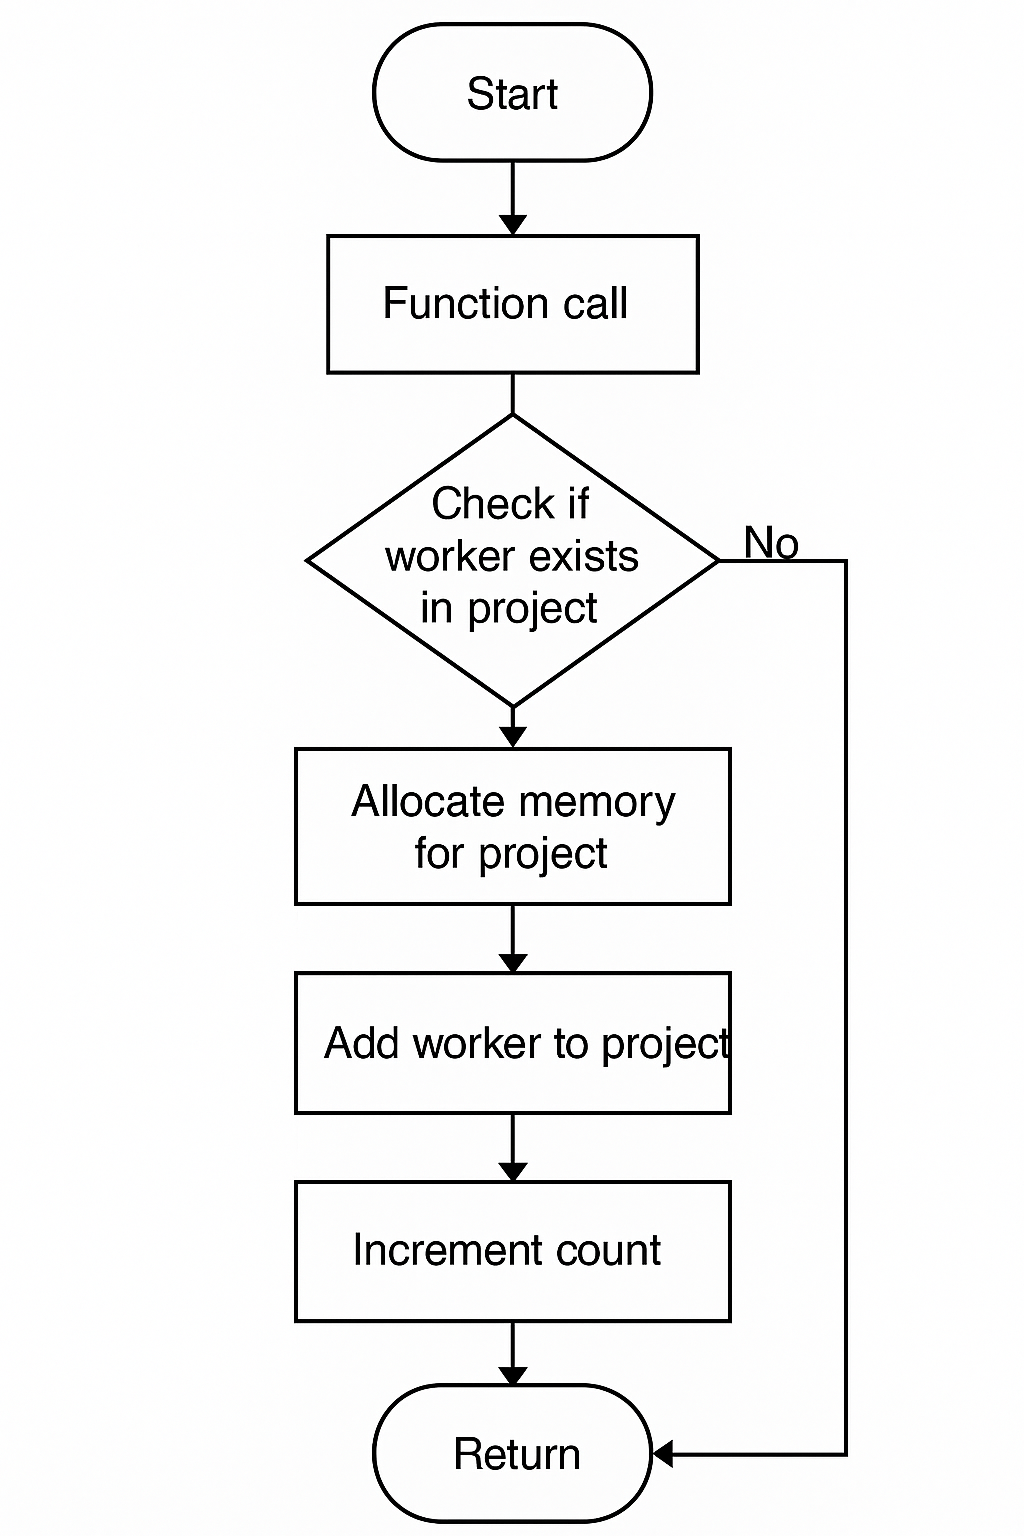 Start
Function call
Check if
worker exists
in project
No
Allocate memory
for project
Add worker to project
Increment count
Return